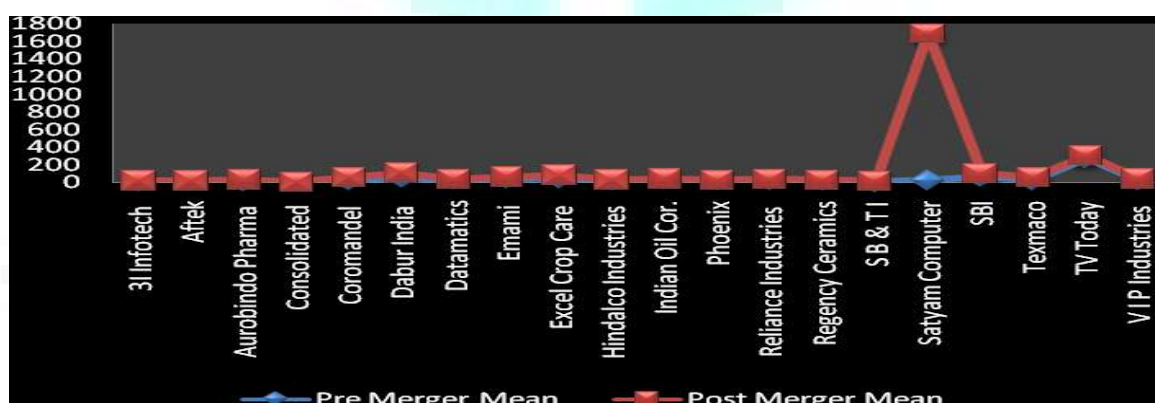 1800
1600
1400
1200
1000
800
600
400
200
0
3I Infotech
Aftek
Aurobindo Pharma
Consolidated
Coromandel
Dabur India
Datamatics
Emami
Excel Crop Care
Hindalco Industries
Indian Oil Cor.
Phoenix
Reliance Industries
Regency Ceramics
S B & T I
Satyam Computer
SBI
Texmaco
TV Today
V I P Industries
Pre Merger Mean
Post Merger Mean